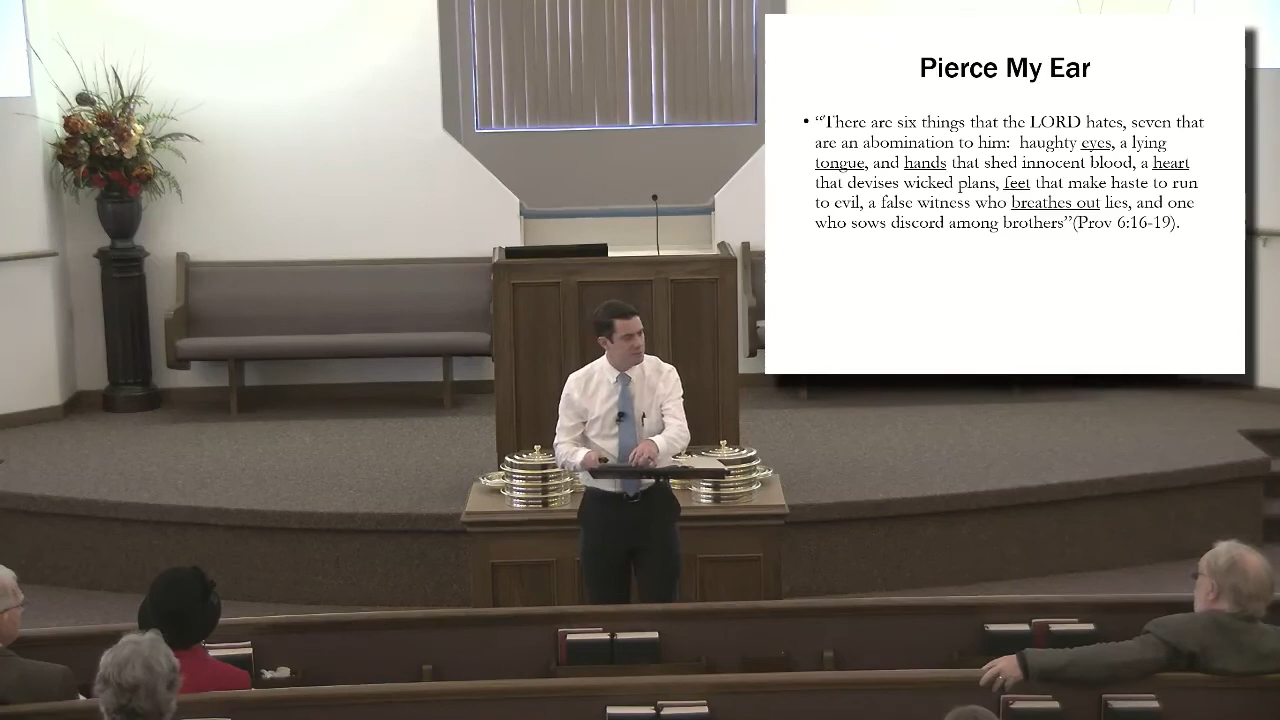 Pierce My Ear
• “There are six things that the LORD hates, seven that
are an abomination to him:  haughty eyes, a lying
tongue, and hands that shed innocent blood, a heart
that devises wicked plans, feet that make haste to run
to evil, a false witness who breathes out lies, and one
who sows discord among brothers”(Prov 6:16-19).